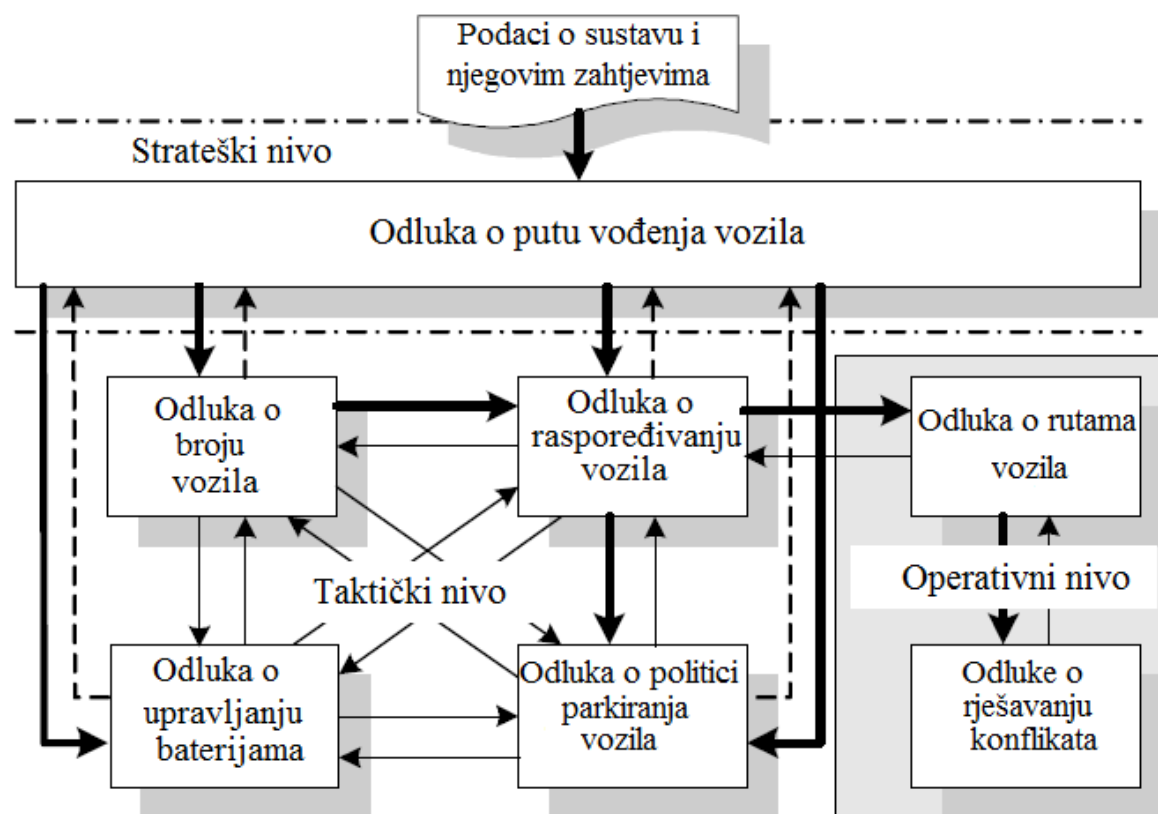 Podaci o sustavu i
njegovim zahtjevima
Strateški nivo
Odluka o putu vođenja vozila
Odluka o
broju
vozila
Odluka o
raspoređivanju
vozila
Odluka o rutama
vozila
Taktički nivo
Operativni nivo
Odluka o
upravljanju
baterijama
Odluka o politici
parkiranja
vozila
Odluke o
rješavanju
konflikata